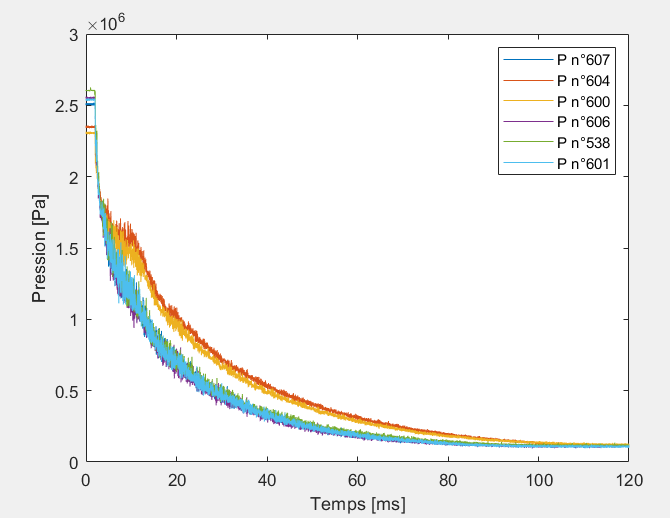 ×10⁶
3
2.5
2
1.5
1
0.5
0
0 20 40 60 80 100 120
Pression [Pa]
Temps [ms]
P n°607
P n°604
P n°600
P n°606
P n°538
P n°601